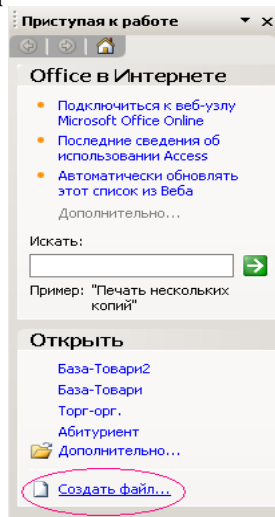 Приступая к работе
Office в Интернете
Подключиться к веб-узлу
Microsoft Office Online
Последние сведения об
использовании Access
Автоматически обновлять
этот список из Веба
Дополнительно...
Искать:
Пример: "Печать нескольких
копий"
Открыть
База-Товари2
База-Товари
Торг-орг.
Абитуриент
Дополнительно...
Создать файл...